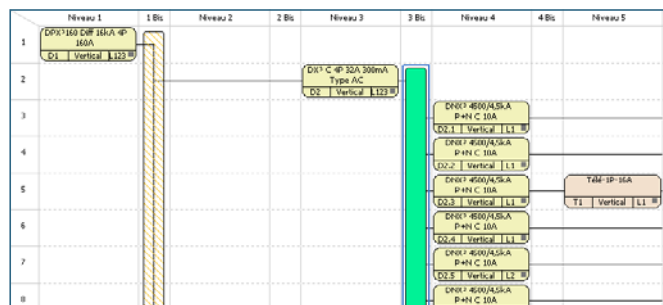 Niveau 1 1 Bis Niveau 2 2 Bis Niveau 3 3 Bis Niveau 4 4 Bis Niveau 5
1
DPX³160 Diff 16kA 4P
160A
D1 Vertical L123
2
DX³ C 4P 32A 300mA
Type AC
D2 Vertical L123
3
DNX³ 4500/4,5kA
P+N C 10A
D2.1 Vertical L1
4
DNX³ 4500/4,5kA
P+N C 10A
D2.2 Vertical L1
5
DNX³ 4500/4,5kA
P+N C 10A
D2.3 Vertical L1
Télé-1P-16A
T1 Vertical L1
6
DNX³ 4500/4,5kA
P+N C 10A
D2.4 Vertical L1
7
DNX³ 4500/4,5kA
P+N C 10A
D2.5 Vertical L2
8
DNX³ 4500/4,5kA
P+N C 10A